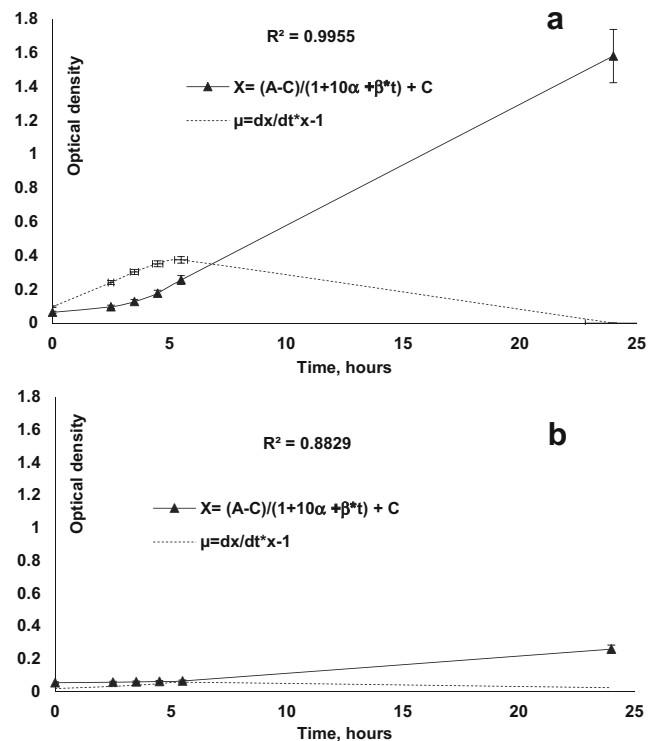 a
R² = 0.9955
X= (A-C)/(1+10α +β*t) + C
μ=dx/dt*x-1
Optical density
1.8
1.6
1.4
1.2
1
0.8
0.6
0.4
0.2
0
0 5 10 15 20 25
Time, hours
b
R² = 0.8829
X= (A-C)/(1+10α +β*t) + C
μ=dx/dt*x-1
Optical density
1.8
1.6
1.4
1.2
1
0.8
0.6
0.4
0.2
0
0 5 10 15 20 25
Time, hours